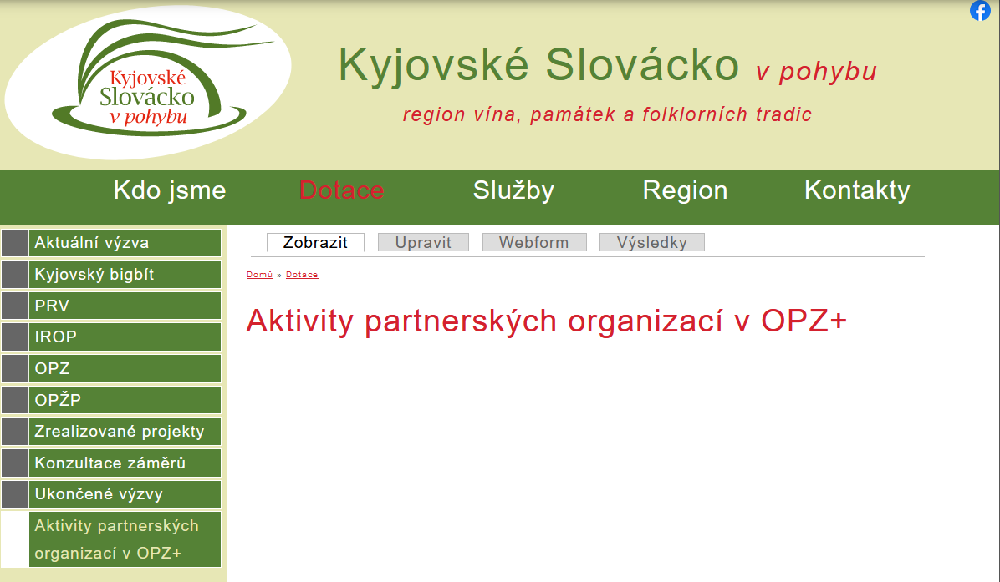 Kyjovské
Slovácko
v pohybu
Kyjovské Slovácko v pohybu
region vína, památek a folklorních tradic
Kdo jsme Dotace Služby Region Kontakty
Aktuální výzva
Kyjovský bigbít
PRV
IROP
OPZ
OPŽP
Zrealizované projekty
Konzultace záměrů
Ukončené výzvy
Aktivity partnerských
organizací v OPZ+
Zobrazit Upravit Webform Výsledky
Domů » Dotace
Aktivity partnerských organizací v OPZ+